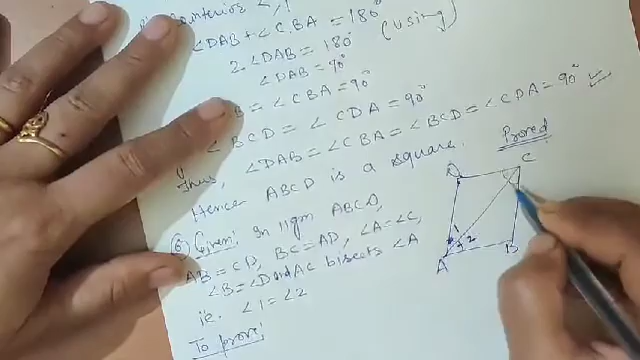 ∠DAB + ∠CBA = 180°
2∠DAB = 180° (using
∠DAB = 90°
= ∠CBA = 90°
∠BCD = ∠CDA = 90°
Thus, ∠DAB = ∠CBA = ∠BCD = ∠CDA = 90°
Hence ABCD is a square. Proved
⑥ Given: In 11gm ABCD,
AB = CD, BC = AD, ∠A = ∠C,
∠B = ∠D and AC bisects ∠A
i.e. ∠1 = ∠2
To prove:
D C
1
2
A B